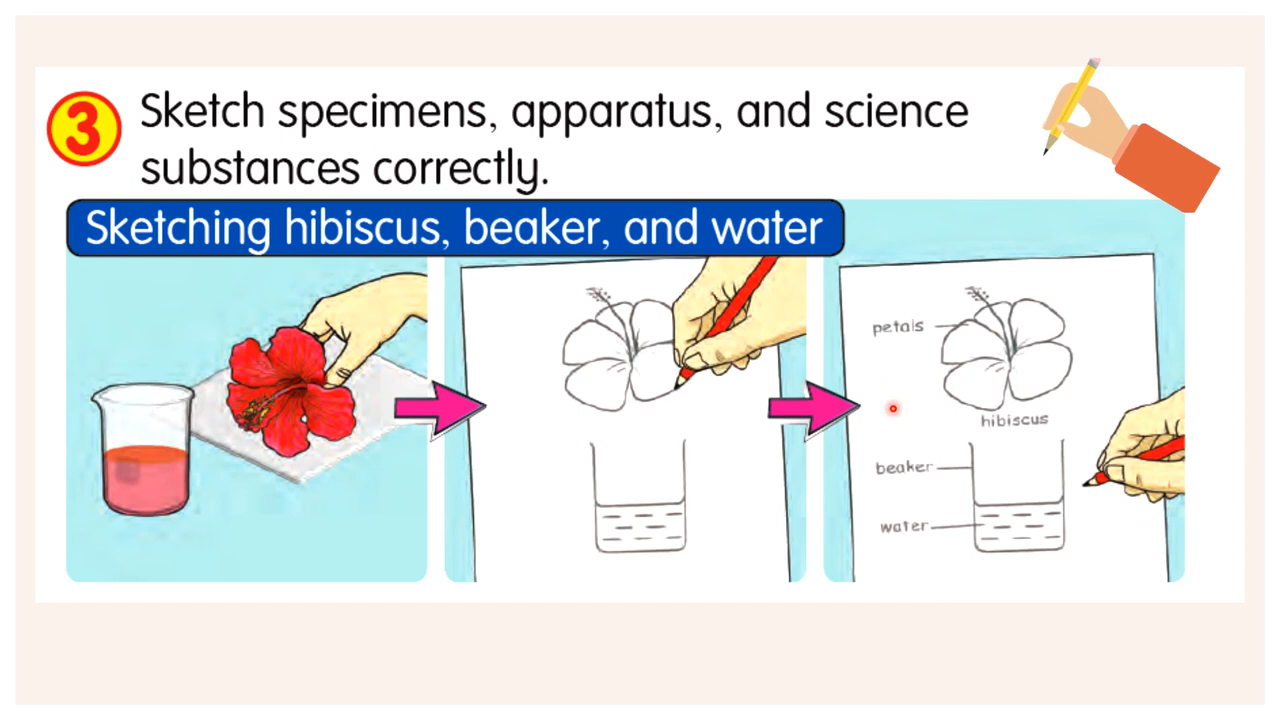 3
Sketch specimens, apparatus, and science
substances correctly.
Sketching hibiscus, beaker, and water
petals
hibiscus
beaker
water